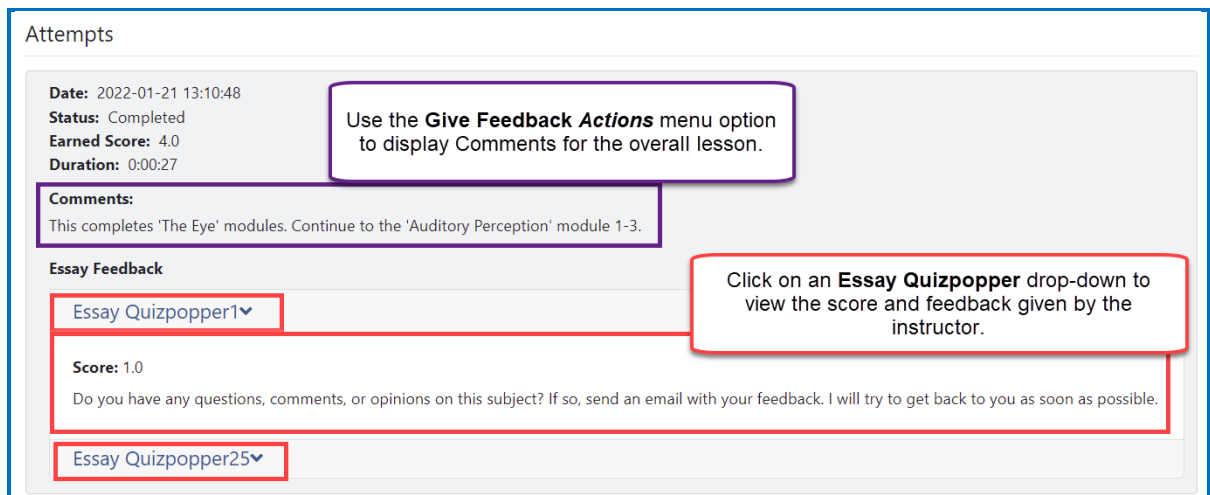 Attempts
Date: 2022-01-21 13:10:48
Status: Completed
Earned Score: 4.0
Duration: 0:00:27
Use the Give Feedback Actions menu option
to display Comments for the overall lesson.
Comments:
This completes 'The Eye' modules. Continue to the 'Auditory Perception' module 1-3.
Essay Feedback
Click on an Essay Quizpopper drop-down to
view the score and feedback given by the
instructor.
Essay Quizpopper1
Score: 1.0
Do you have any questions, comments, or opinions on this subject? If so, send an email with your feedback. I will try to get back to you as soon as possible.
Essay Quizpopper25